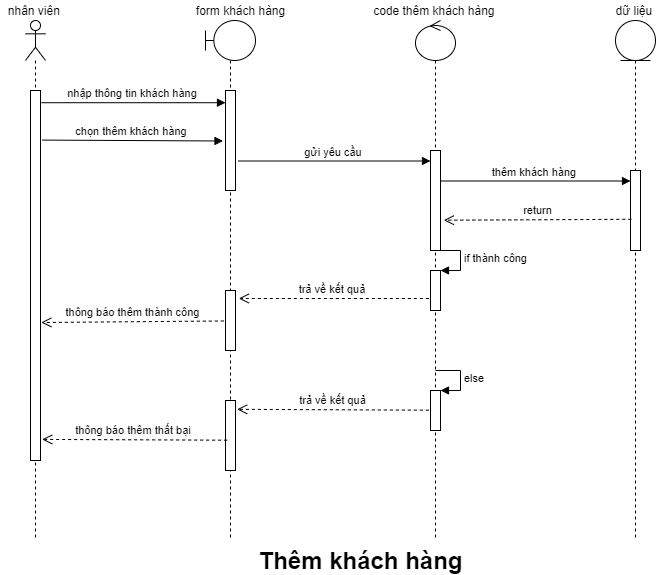 nhân viên
form khách hàng
code thêm khách hàng
dữ liệu
nhập thông tin khách hàng
chọn thêm khách hàng
gửi yêu cầu
thêm khách hàng
return
if thành công
trả về kết quả
thông báo thêm thành công
else
trả về kết quả
thông báo thêm thất bại
Thêm khách hàng